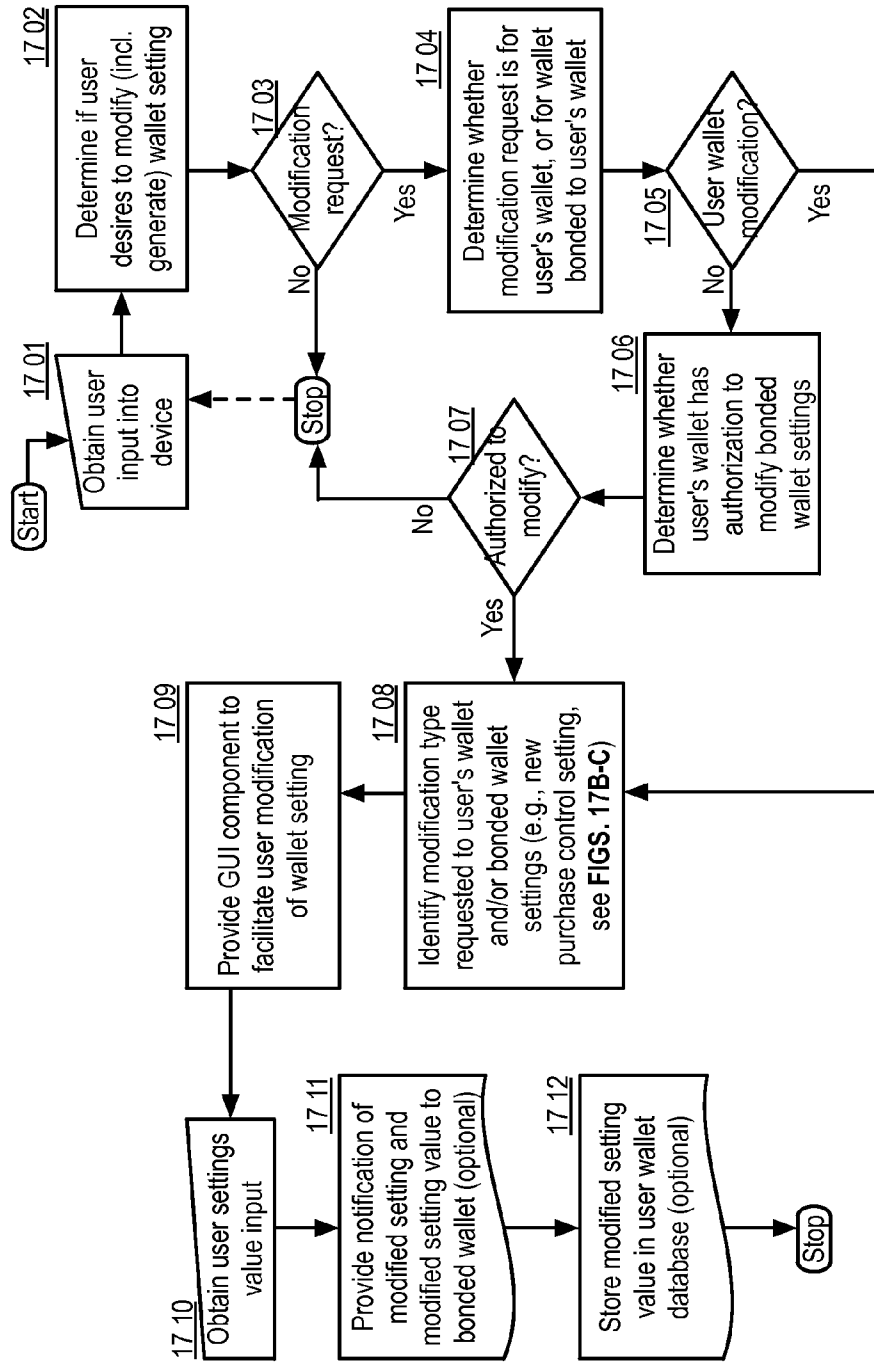 Start
17 01
Obtain user
input into
device
17 02
Determine if user
desires to modify (incl.
generate) wallet setting
17 03
Modification
request?
No
Yes
Stop
17 04
Determine whether
modification request is for
user's wallet, or for wallet
bonded to user's wallet
17 05
User wallet
modification?
No
Yes
17 06
Determine whether
user's wallet has
authorization to
modify bonded
wallet settings
17 07
Authorized to
modify?
No
Yes
17 08
Identify modification type
requested to user's wallet
and/or bonded wallet
settings (e.g., new
purchase control setting,
see FIGS. 17B-C)
17 09
Provide GUI component to
facilitate user modification
of wallet setting
17 10
Obtain user settings
value input
17 11
Provide notification of
modified setting and
modified setting value to
bonded wallet (optional)
17 12
Store modified setting
value in user wallet
database (optional)
Stop